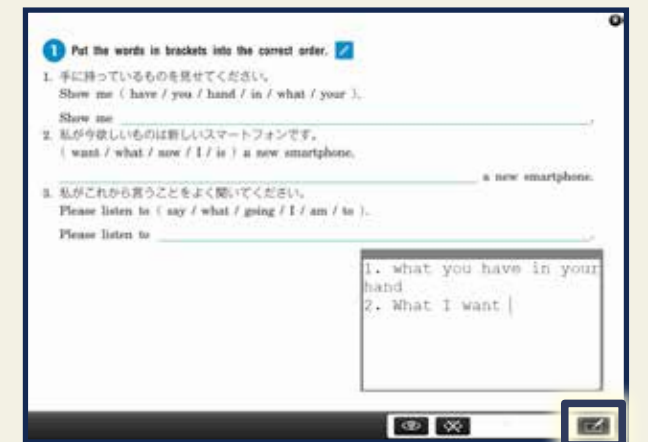 1 Put the words in brackets into the correct order.
1. 手に持っているものを見せてください。
Show me ( have / you / hand / in / what / your ).
Show me .
2. 私が今欲しいものは新しいスマートフォンです。
( want / what / now / I / is ) a new smartphone.
a new smartphone.
3. 私がこれから言うことをよく聞いてください。
Please listen to ( say / what / going / I / am / to ).
Please listen to .
1. what you have in your
hand
2. What I want